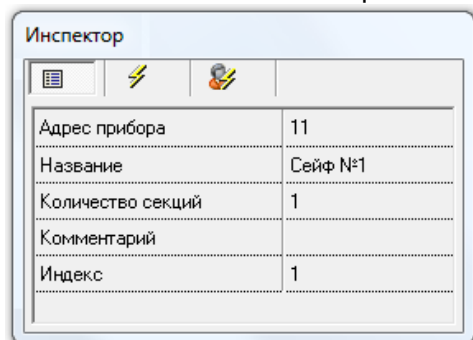 Инспектор
Адрес прибора 11
Название Сейф №1
Количество секций 1
Комментарий
Индекс 1